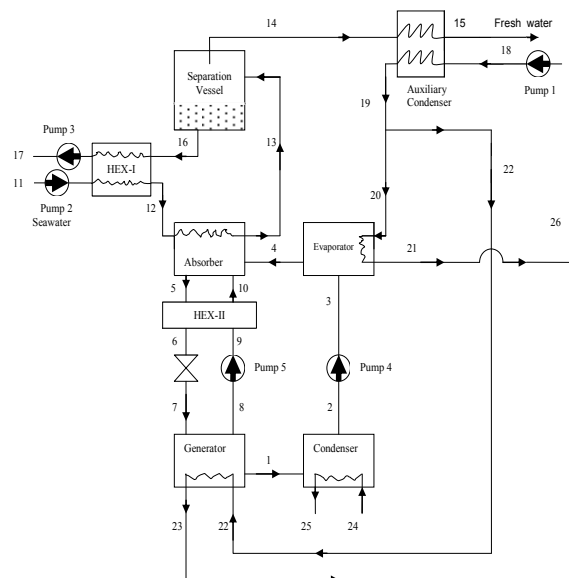 14
15
Fresh water
18
Separation
Vessel
Auxiliary
Condenser
Pump 1
19
Pump 3
16
13
17
HEX-I
22
11
Pump 2
Seawater
12
20
26
4
Evaporator
21
Absorber
5
10
3
HEX-II
6
9
Pump 5
Pump 4
7
8
2
Generator
1
Condenser
23
22
25
24